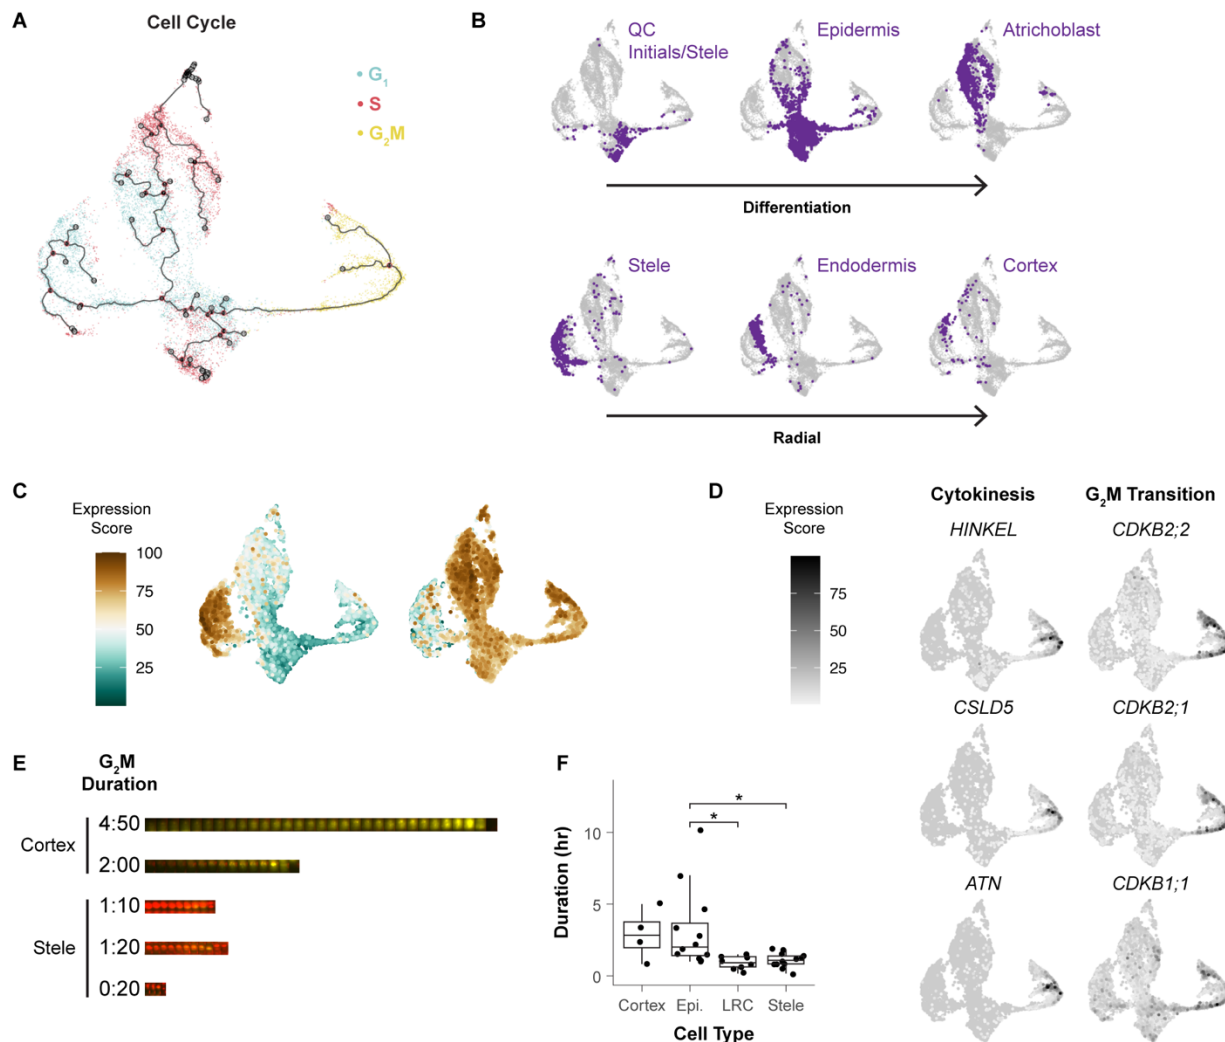 A
Cell Cycle
G1
S
G2M
B
QC
Initials/Stele
Epidermis
Atrichoblast
Differentiation
Stele
Endodermis
Cortex
Radial
C
Expression
Score
100
75
50
25
D
Expression
Score
75
50
25
Cytokinesis
G2M Transition
HINKEL
CDKB2;2
CSLD5
CDKB2;1
ATN
CDKB1;1
E
G2M
Duration
Cortex
4:50
2:00
Stele
1:10
1:20
0:20
F
Duration (hr)
10
5
0
*
*
Cortex
Epi.
LRC
Stele
Cell Type